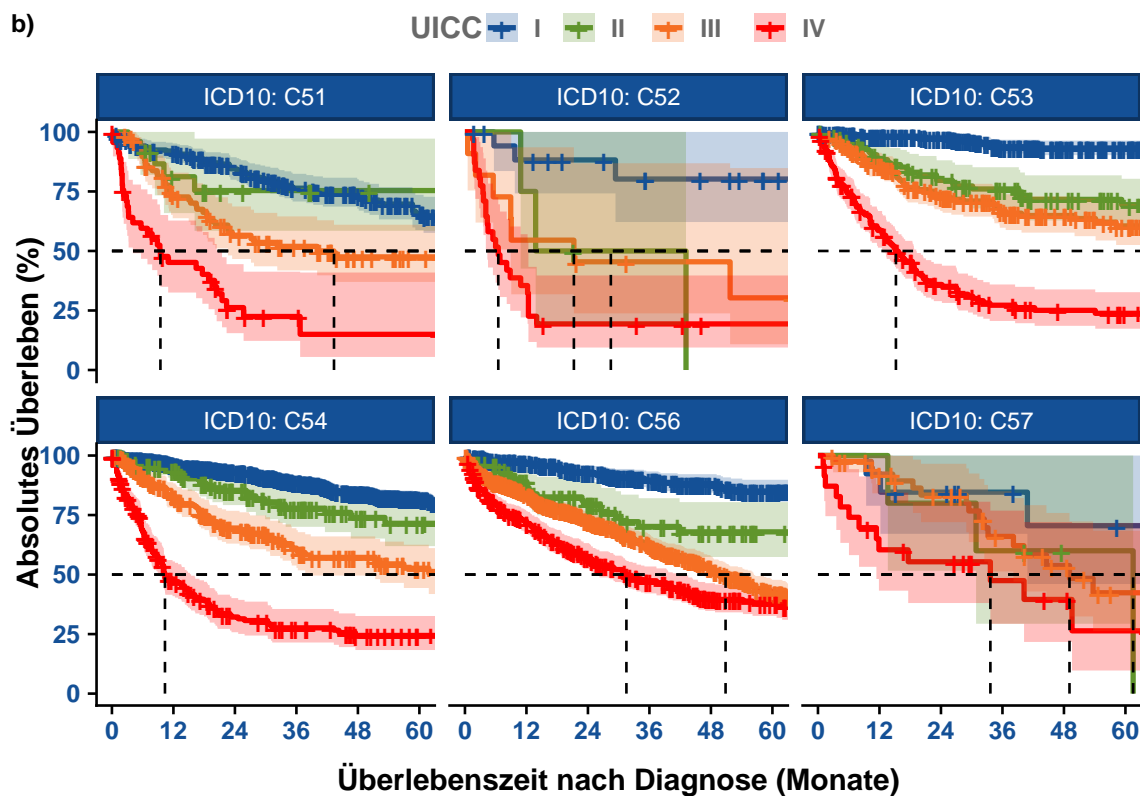 b)
UICC I II III IV
ICD10: C51 ICD10: C52 ICD10: C53
100
75
50
25
0
ICD10: C54 ICD10: C56 ICD10: C57
100
75
50
25
0
0 12 24 36 48 60 0 12 24 36 48 60 0 12 24 36 48 60
Absolutes Überleben (%)
Überlebenszeit nach Diagnose (Monate)